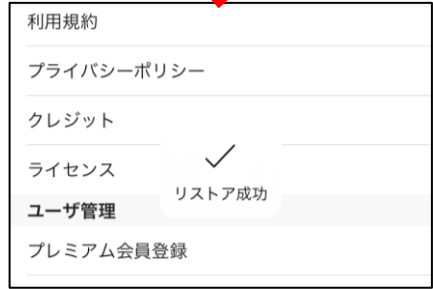 利用規約
プライバシーポリシー
クレジット
ライセンス
リストア成功
ユーザ管理
プレミアム会員登録